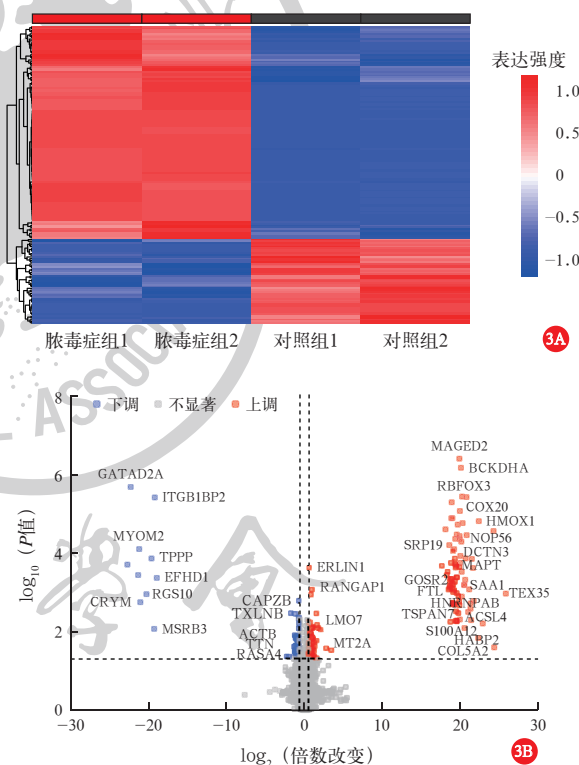 表达强度
1.0
0.5
0
−0.5
−1.0
脓毒症组1 脓毒症组2 对照组1 对照组2
3A
ASSOC
学 会
8
下调 不显著 上调
MAGED2
BCKDHA
6
GATAD2A
RBFOX3
ITGB1BP2
COX20
HMOX1
MYOM2
SRP19
NOP56
4
TPPP
DCTN3
ERLIN1
MAPT
EFHD1
GOSR2
RANGAP1
SAA1
FTL
TEX35
RGS10
CRYM
CAPZB
HNRNPAB
TXLNB
TSPAN7
ACSL4
LMO7
MSRB3
2
ACTB
S100A12
TTN
MT2A
HABP2
RASA4
COL5A2
0
log₁₀（P值）
−30 −20 −10 0 10 20 30
log₂（倍数改变）
3B